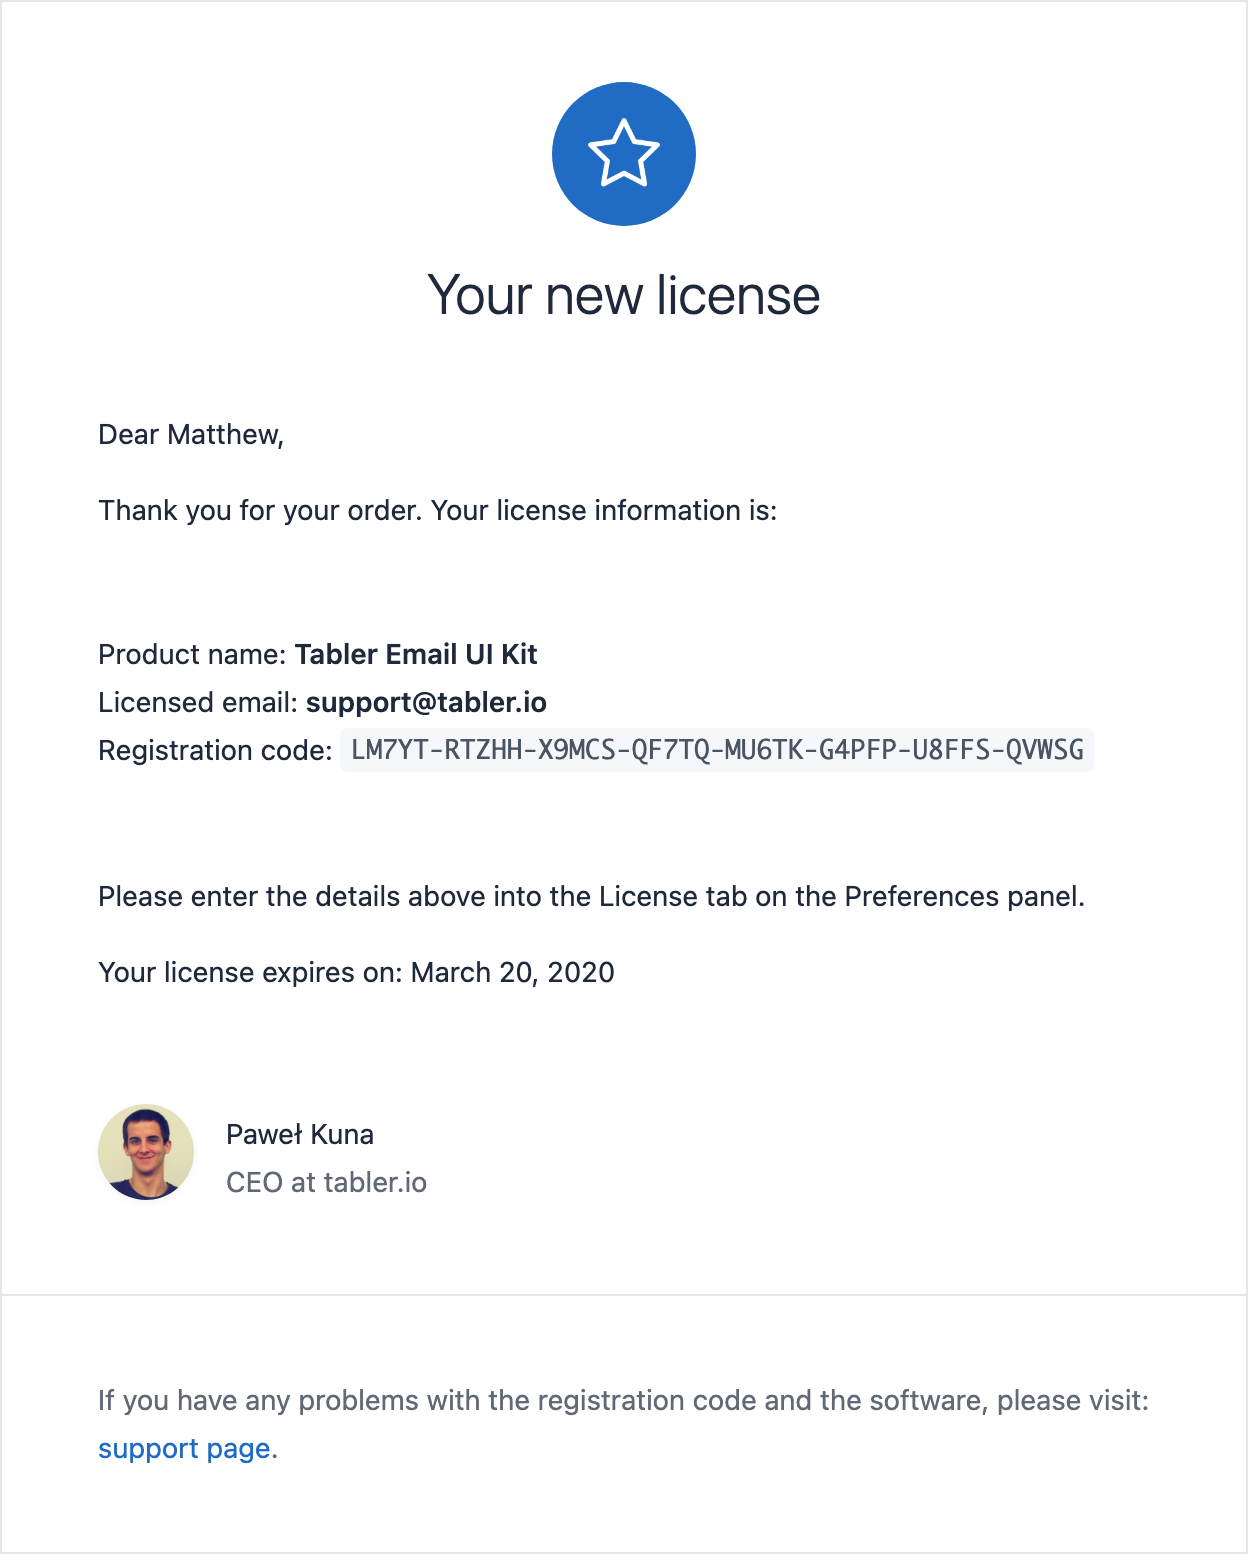 Your new license
Dear Matthew,
Thank you for your order. Your license information is:
Product name: Tabler Email UI Kit
Licensed email: support@tabler.io
Registration code: LM7YT-RTZHH-X9MCS-QF7TQ-MU6TK-G4PFP-U8FFS-QVWSG
Please enter the details above into the License tab on the Preferences panel.
Your license expires on: March 20, 2020
Paweł Kuna
CEO at tabler.io
If you have any problems with the registration code and the software, please visit:
support page.